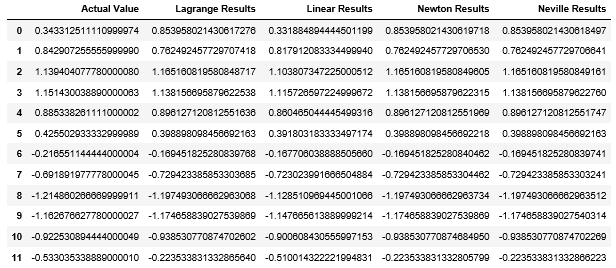 Actual Value Lagrange Results Linear Results Newton Results Neville Results
0 0.343312511110999974 0.853958021430617276 0.331884894444501199 0.853958021430619718 0.853958021430618497
1 0.842907255555999990 0.762492457729707418 0.817912083334499940 0.762492457729706530 0.762492457729706641
2 1.139404077780000080 1.165160819580848717 1.103807347225000512 1.165160819580849605 1.165160819580849161
3 1.151430038890000063 1.138156695879622538 1.115726597224999672 1.138156695879622315 1.138156695879622760
4 0.885338261111000002 0.896127120812551636 0.860465044445499316 0.896127120812551969 0.896127120812551747
5 0.425502933332999989 0.398898098456692163 0.391803183333497174 0.398898098456692218 0.398898098456692163
6 -0.216551144444000004 -0.169451825280839768 -0.167706038888505660 -0.169451825280840462 -0.169451825280839741
7 -0.691891977778000045 -0.729423385853303685 -0.723023991666504884 -0.729423385853304462 -0.729423385853303241
8 -1.214860266669999911 -1.197493066662963068 -1.128510969445001066 -1.197493066662963734 -1.197493066662963512
9 -1.162676627780000027 -1.174658839027539869 -1.147665613889999214 -1.174658839027539869 -1.174658839027540314
10 -0.922530894444000049 -0.938530770874702602 -0.900608430555997153 -0.938530770874684950 -0.938530770874702269
11 -0.533035338889000010 -0.223533831332865640 -0.510014322221994831 -0.223533831332805799 -0.223533831332866223